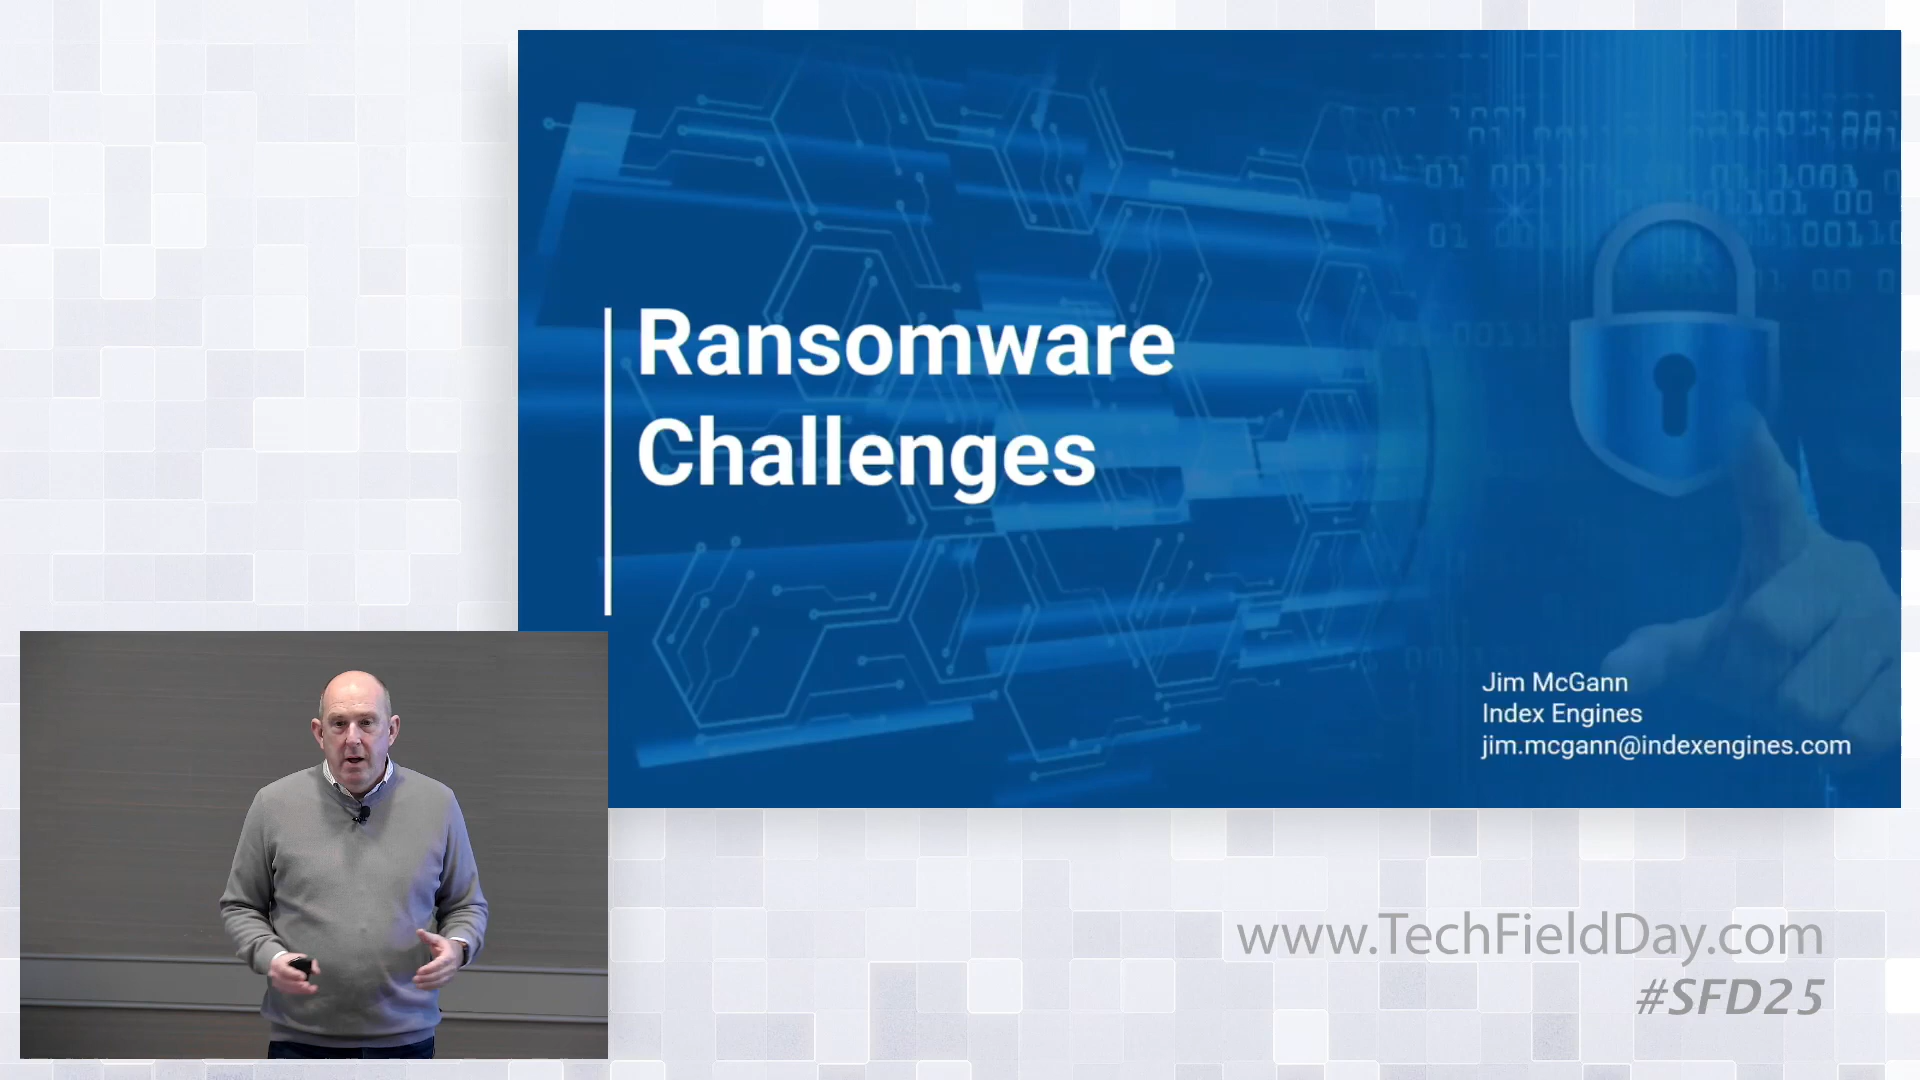 Ransomware
Challenges
Jim McGann
Index Engines
jim.mcgann@indexengines.com
www.TechFieldDay.com
#SFD25